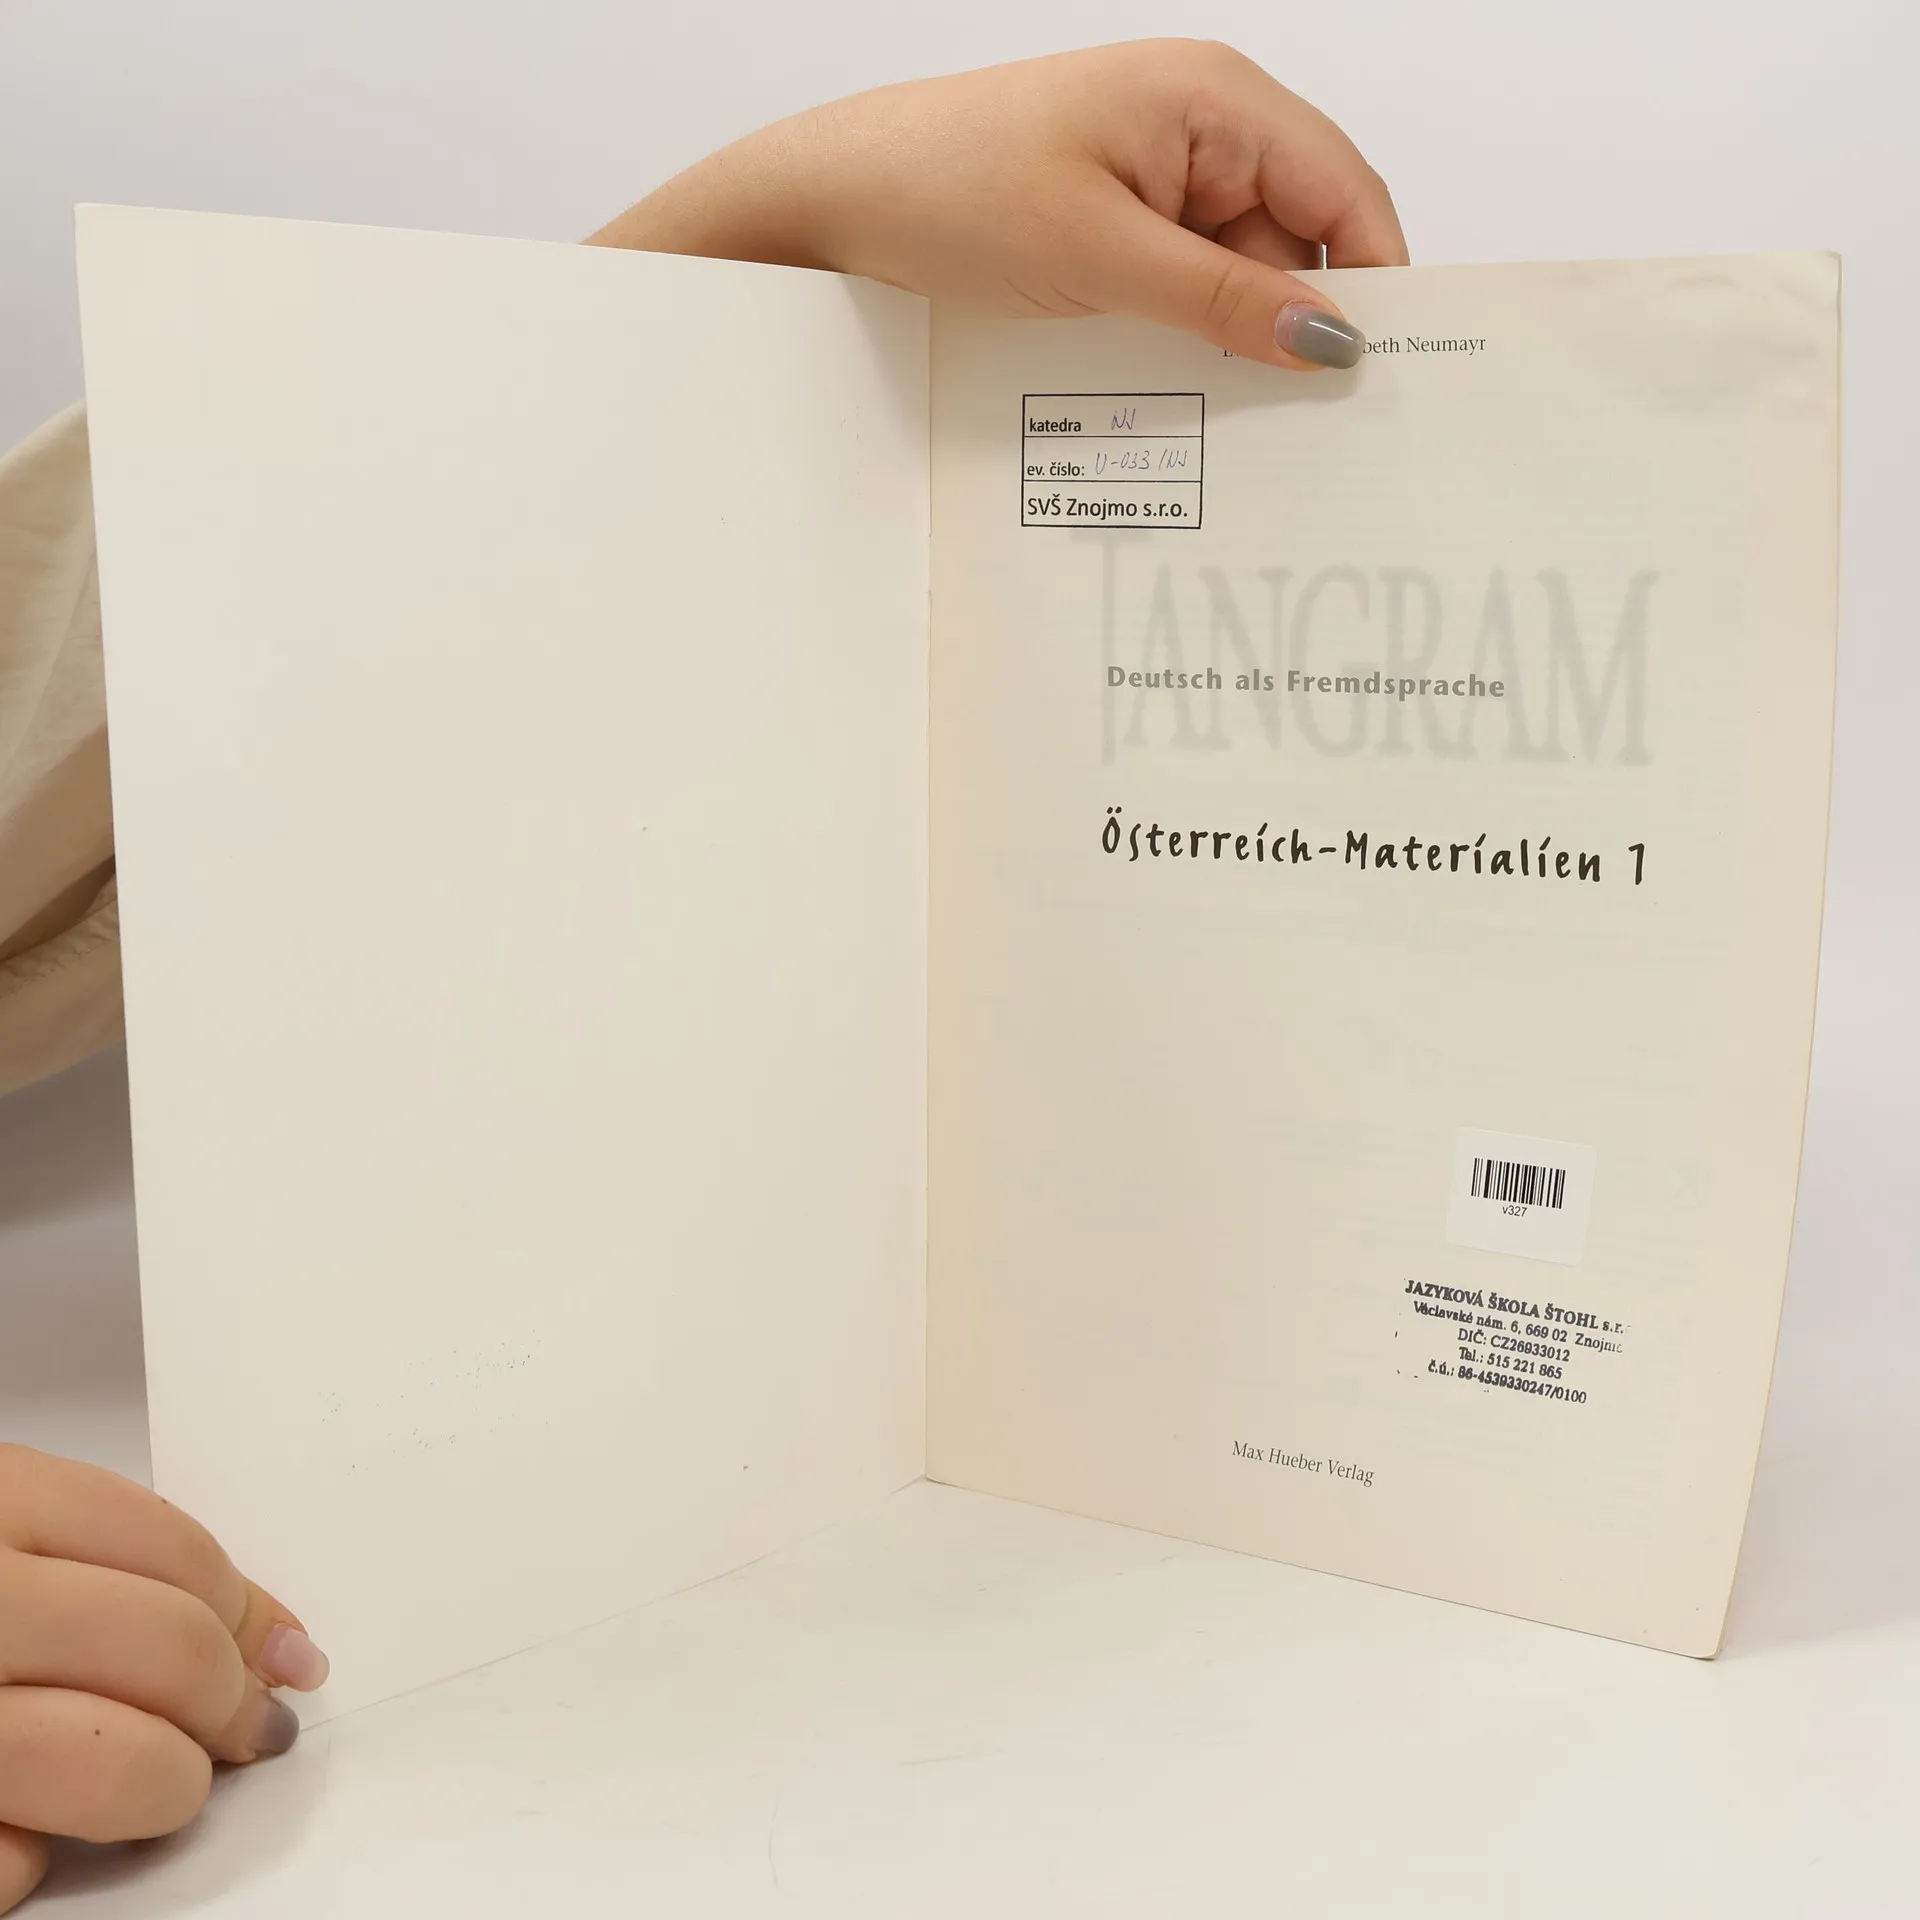 beth Neumayr
katedra NJ
ev. číslo: U-033/NJ
SVŠ Znojmo s.r.o.
TANGRAM
Deutsch als Fremdsprache
Österreich-Materialien 1
v327
JAZYKOVÁ ŠKOLA ŠTOHL s.r.
Václavské nám. 6, 669 02 Znojmo
DIČ: CZ26933012
Tel.: 515 221 865
č.ú.: 86-4539330247/0100
Max Hueber Verlag